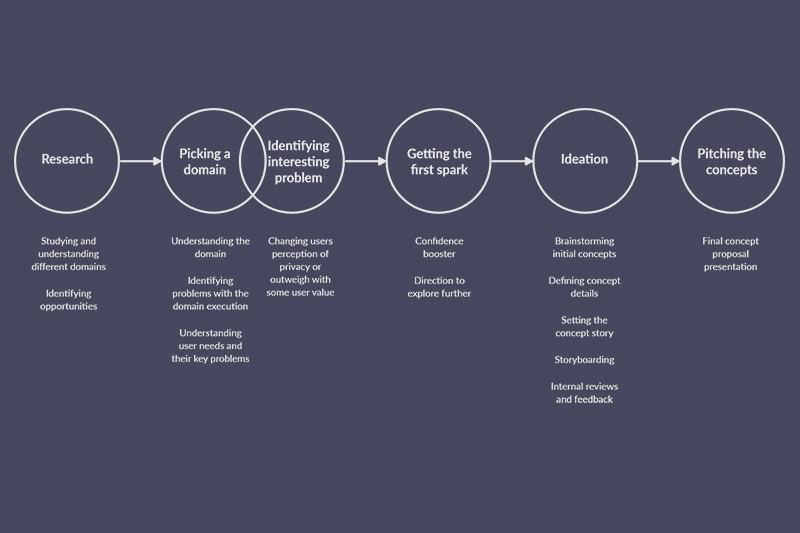 Research
Picking a
domain
Identifying
interesting
problem
Getting the
first spark
Ideation
Pitching the
concepts
Studying and
understanding
different domains
Identifying
opportunities
Understanding the
domain
Identifying
problems with the
domain execution
Understanding
user needs and
their key problems
Changing users
perception of
privacy or
outweigh with
some user value
Confidence
booster
Direction to
explore further
Brainstorming
initial concepts
Defining concept
details
Setting the
concept story
Storyboarding
Internal reviews
and feedback
Final concept
proposal
presentation